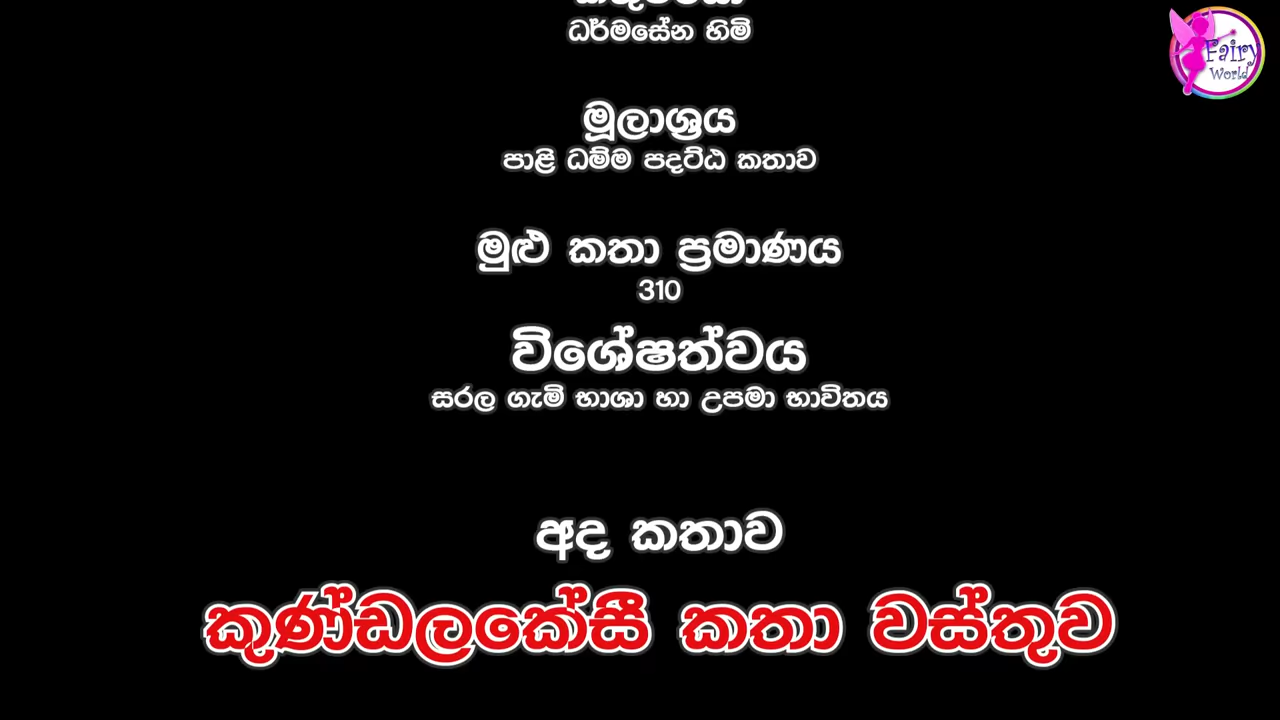 ධර්මසේන හිමි
Fairy
World
මූලාශ්‍රය
පාළි ධම්ම පදට්ඨ කතාව
මුළු කතා ප්‍රමාණය
310
විශේෂත්වය
සරල ගැමි භාශා හා උපමා භාවිතය
අද කතාව
කුණ්ඩලකේසී කතා වස්තුව